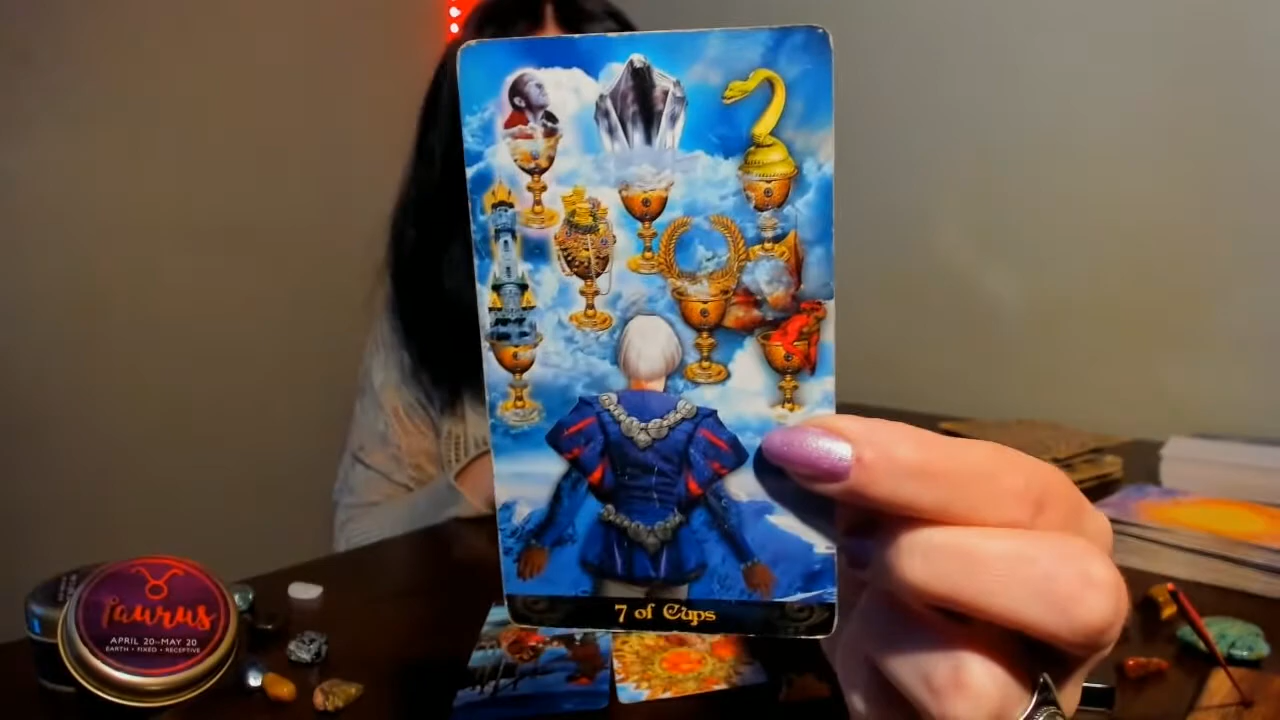 7 of Cups
Taurus
APRIL 20–MAY 20
EARTH • FIXED • RECEPTIVE